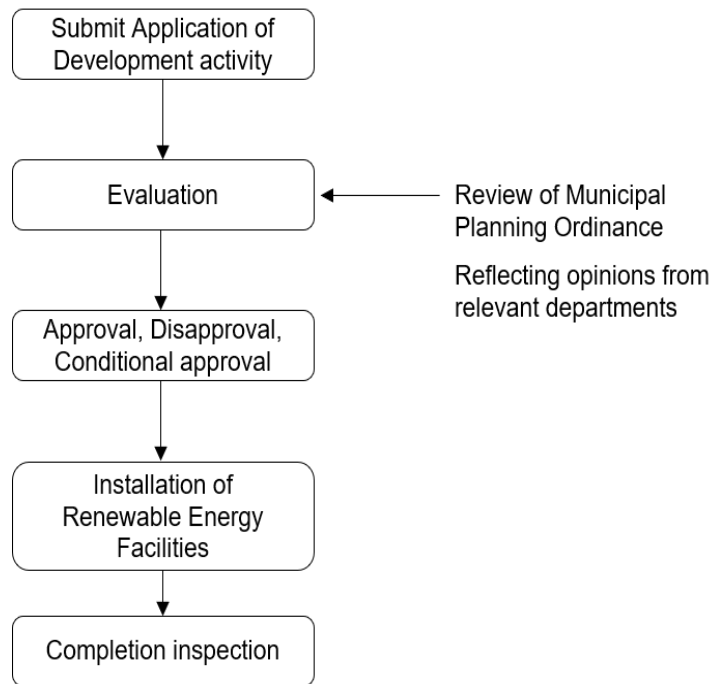 Submit Application of
Development activity
Evaluation
Review of Municipal
Planning Ordinance
Reflecting opinions from
relevant departments
Approval, Disapproval,
Conditional approval
Installation of
Renewable Energy
Facilities
Completion inspection